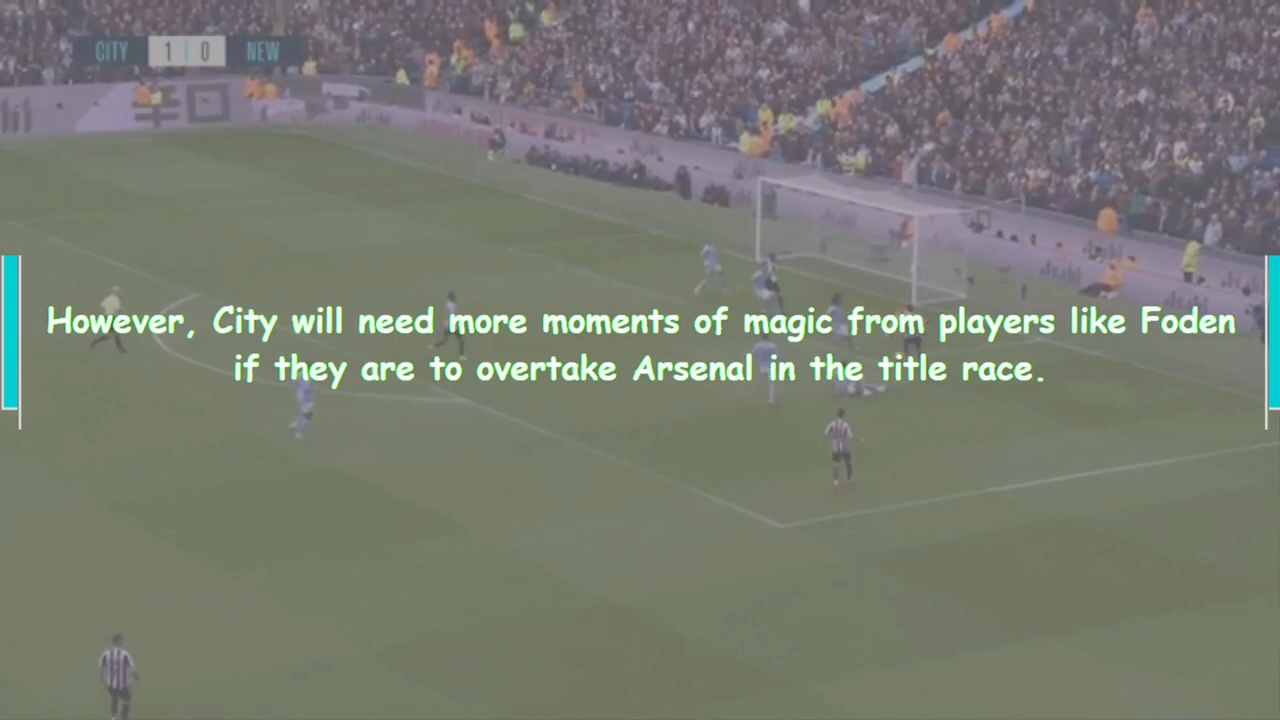 CITY 1 0 NEW
However, City will need more moments of magic from players like Foden
if they are to overtake Arsenal in the title race.